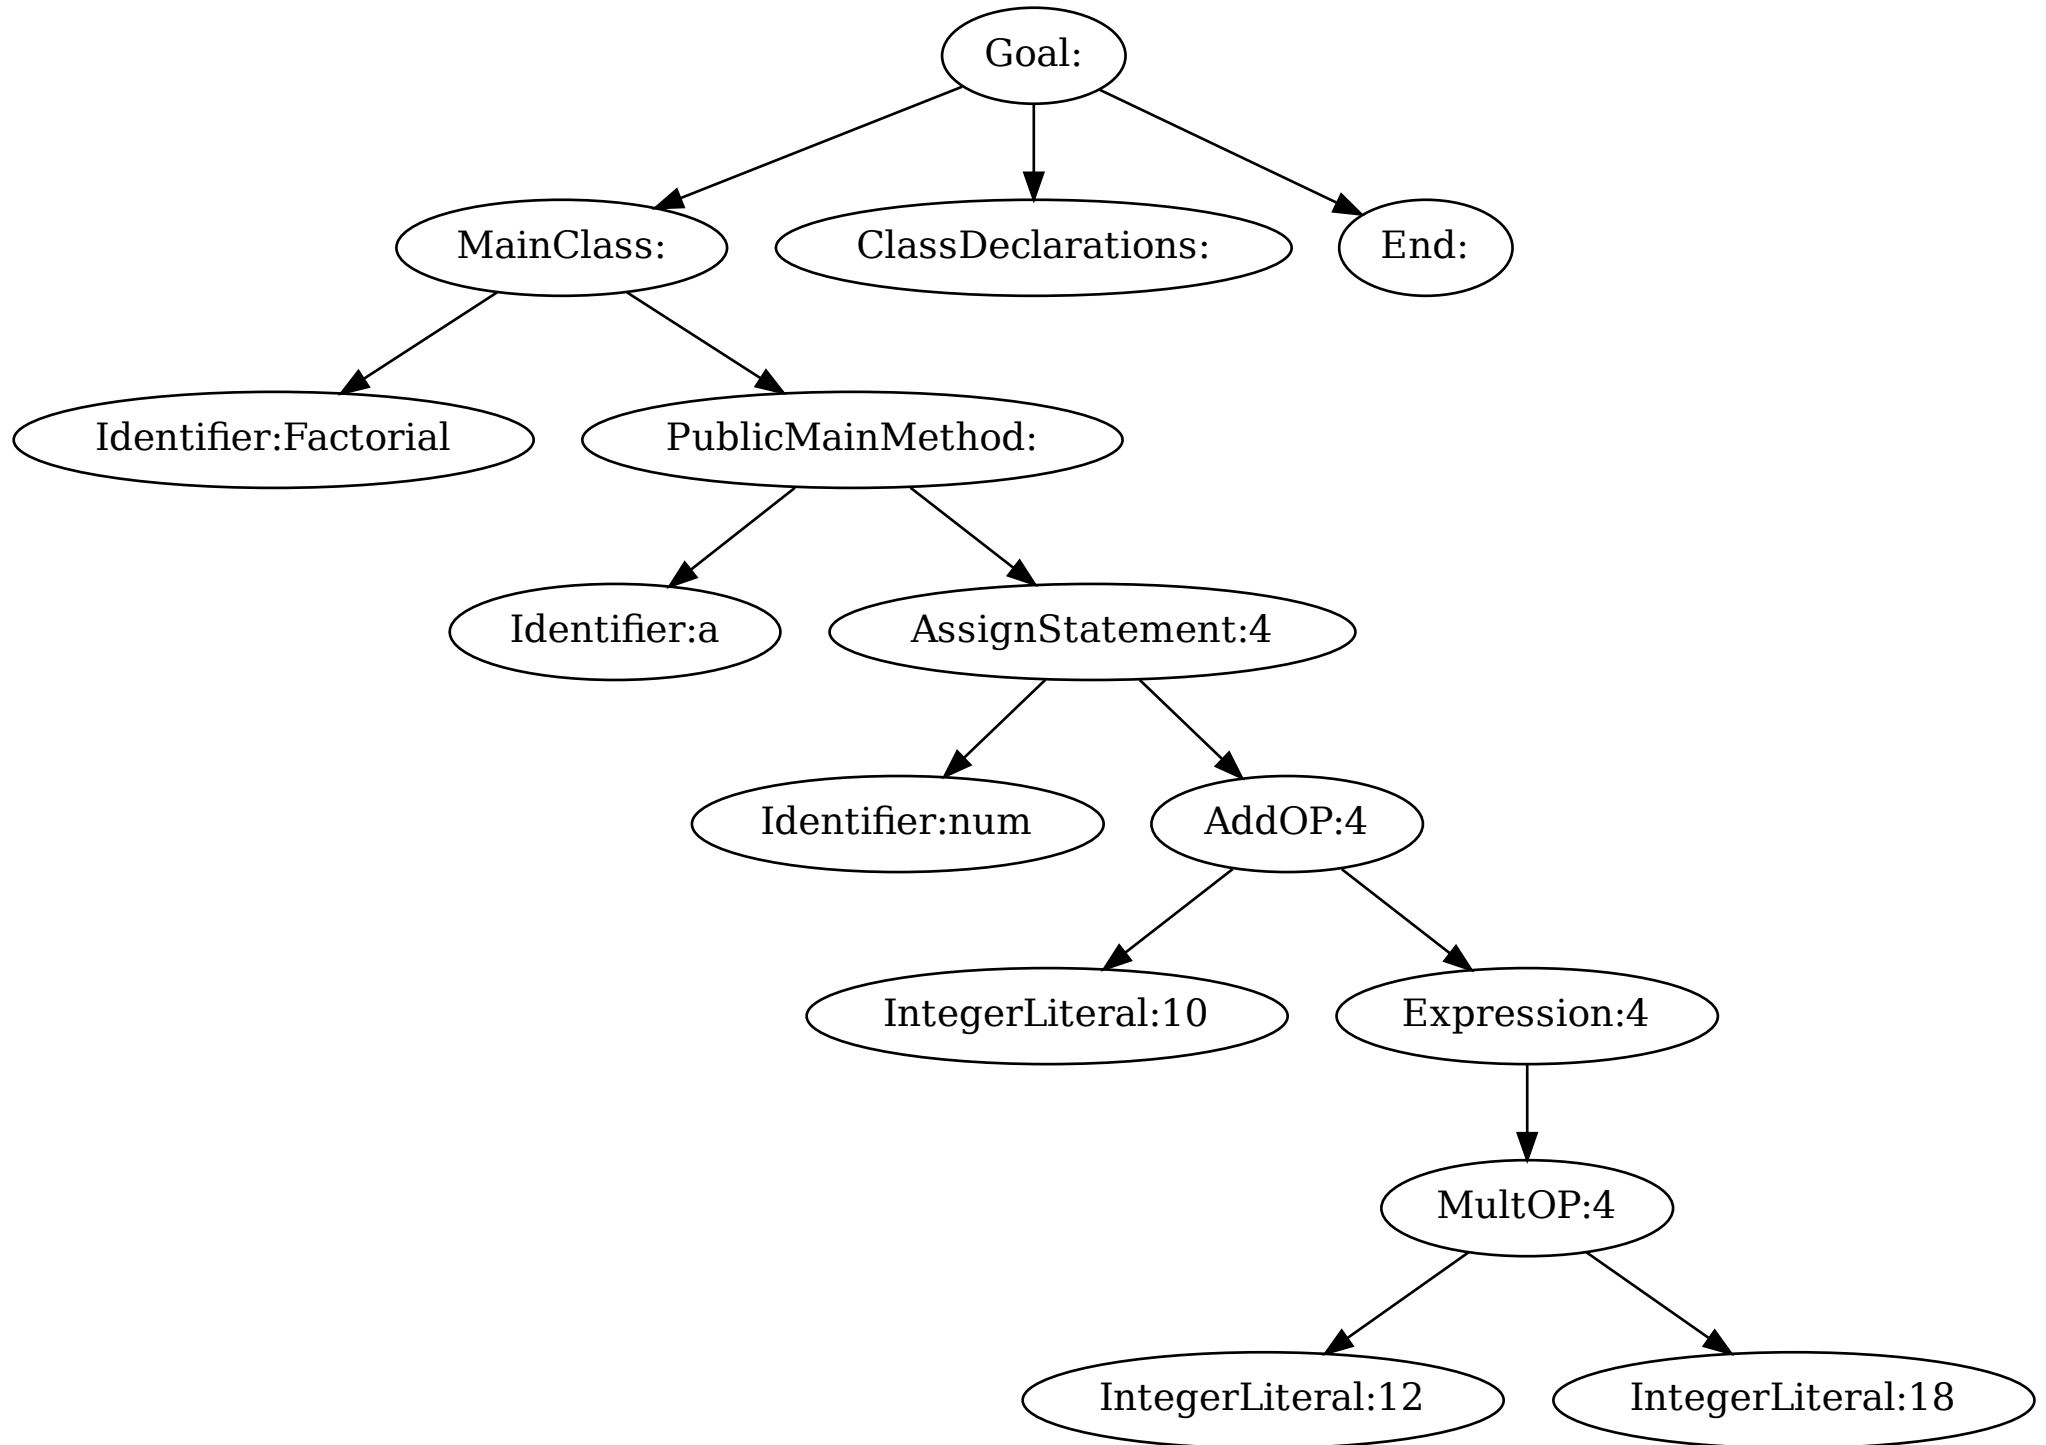 Goal:
MainClass:
ClassDeclarations:
End:
Identifier:Factorial
PublicMainMethod:
Identifier:a
AssignStatement:4
Identifier:num
AddOP:4
IntegerLiteral:10
Expression:4
MultOP:4
IntegerLiteral:12
IntegerLiteral:18